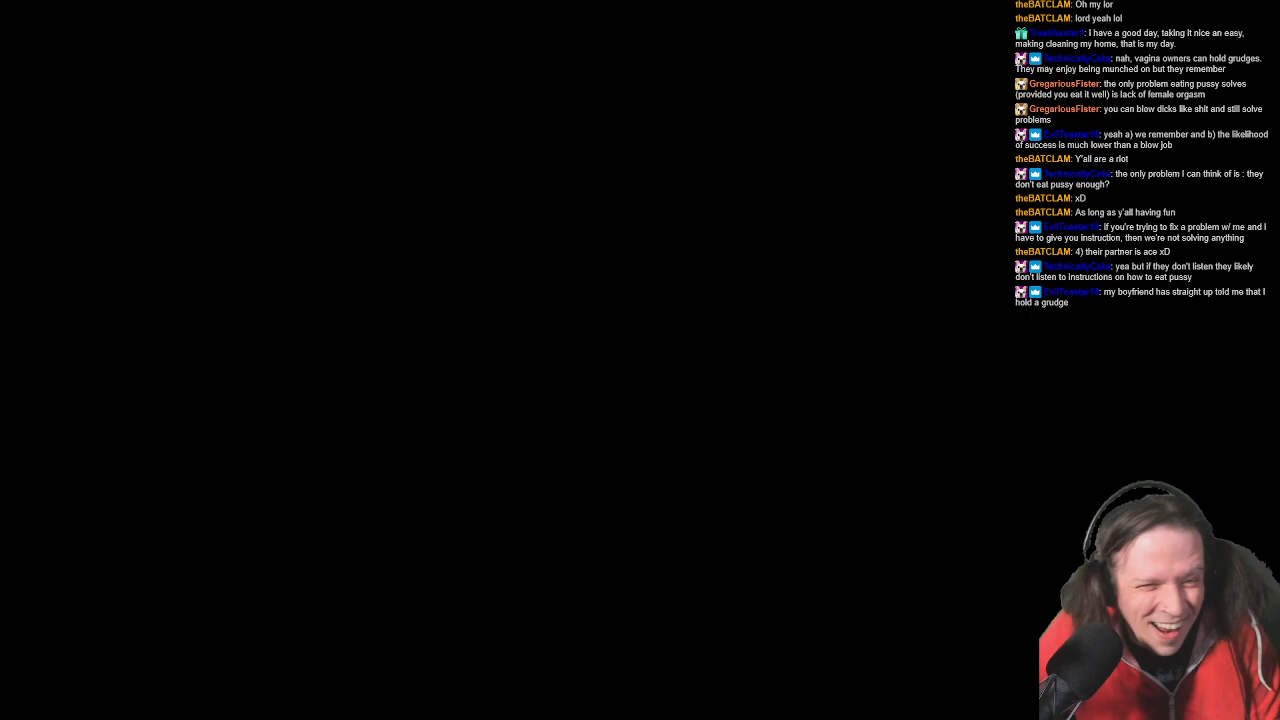 theBATCLAM: Oh my lor
theBATCLAM: lord yeah lol
: I have a good day, taking it nice an easy,
making cleaning my home, that is my day.
TechnicallyCake: nah, vagina owners can hold grudges.
They may enjoy being munched on but they remember
GregariousFister: the only problem eating pussy solves
(provided you eat it well) is lack of female orgasm
GregariousFister: you can blow dicks like shit and still solve
problems
: yeah a) we remember and b) the likelihood
of success is much lower than a blow job
theBATCLAM: Y'all are a riot
TechnicallyCake: the only problem I can think of is : they
don't eat pussy enough?
theBATCLAM: xD
theBATCLAM: As long as y'all having fun
: If you're trying to fix a problem w/ me and I
have to give you instruction, then we're not solving anything
theBATCLAM: 4) their partner is ace xD
TechnicallyCake: yea but if they don't listen they likely
don't listen to instructions on how to eat pussy
: my boyfriend has straight up told me that I
hold a grudge